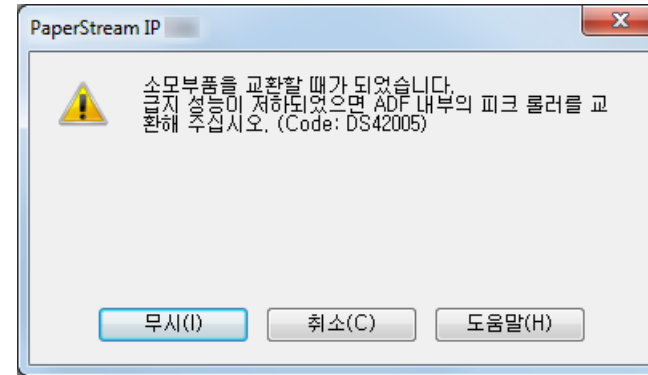 PaperStream IP
소모부품을 교환할 때가 되었습니다.
급지 성능이 저하되었으면 ADF 내부의 피크 롤러를 교
환해 주십시오. (Code: DS42005)
무시(I) 취소(C) 도움말(H)